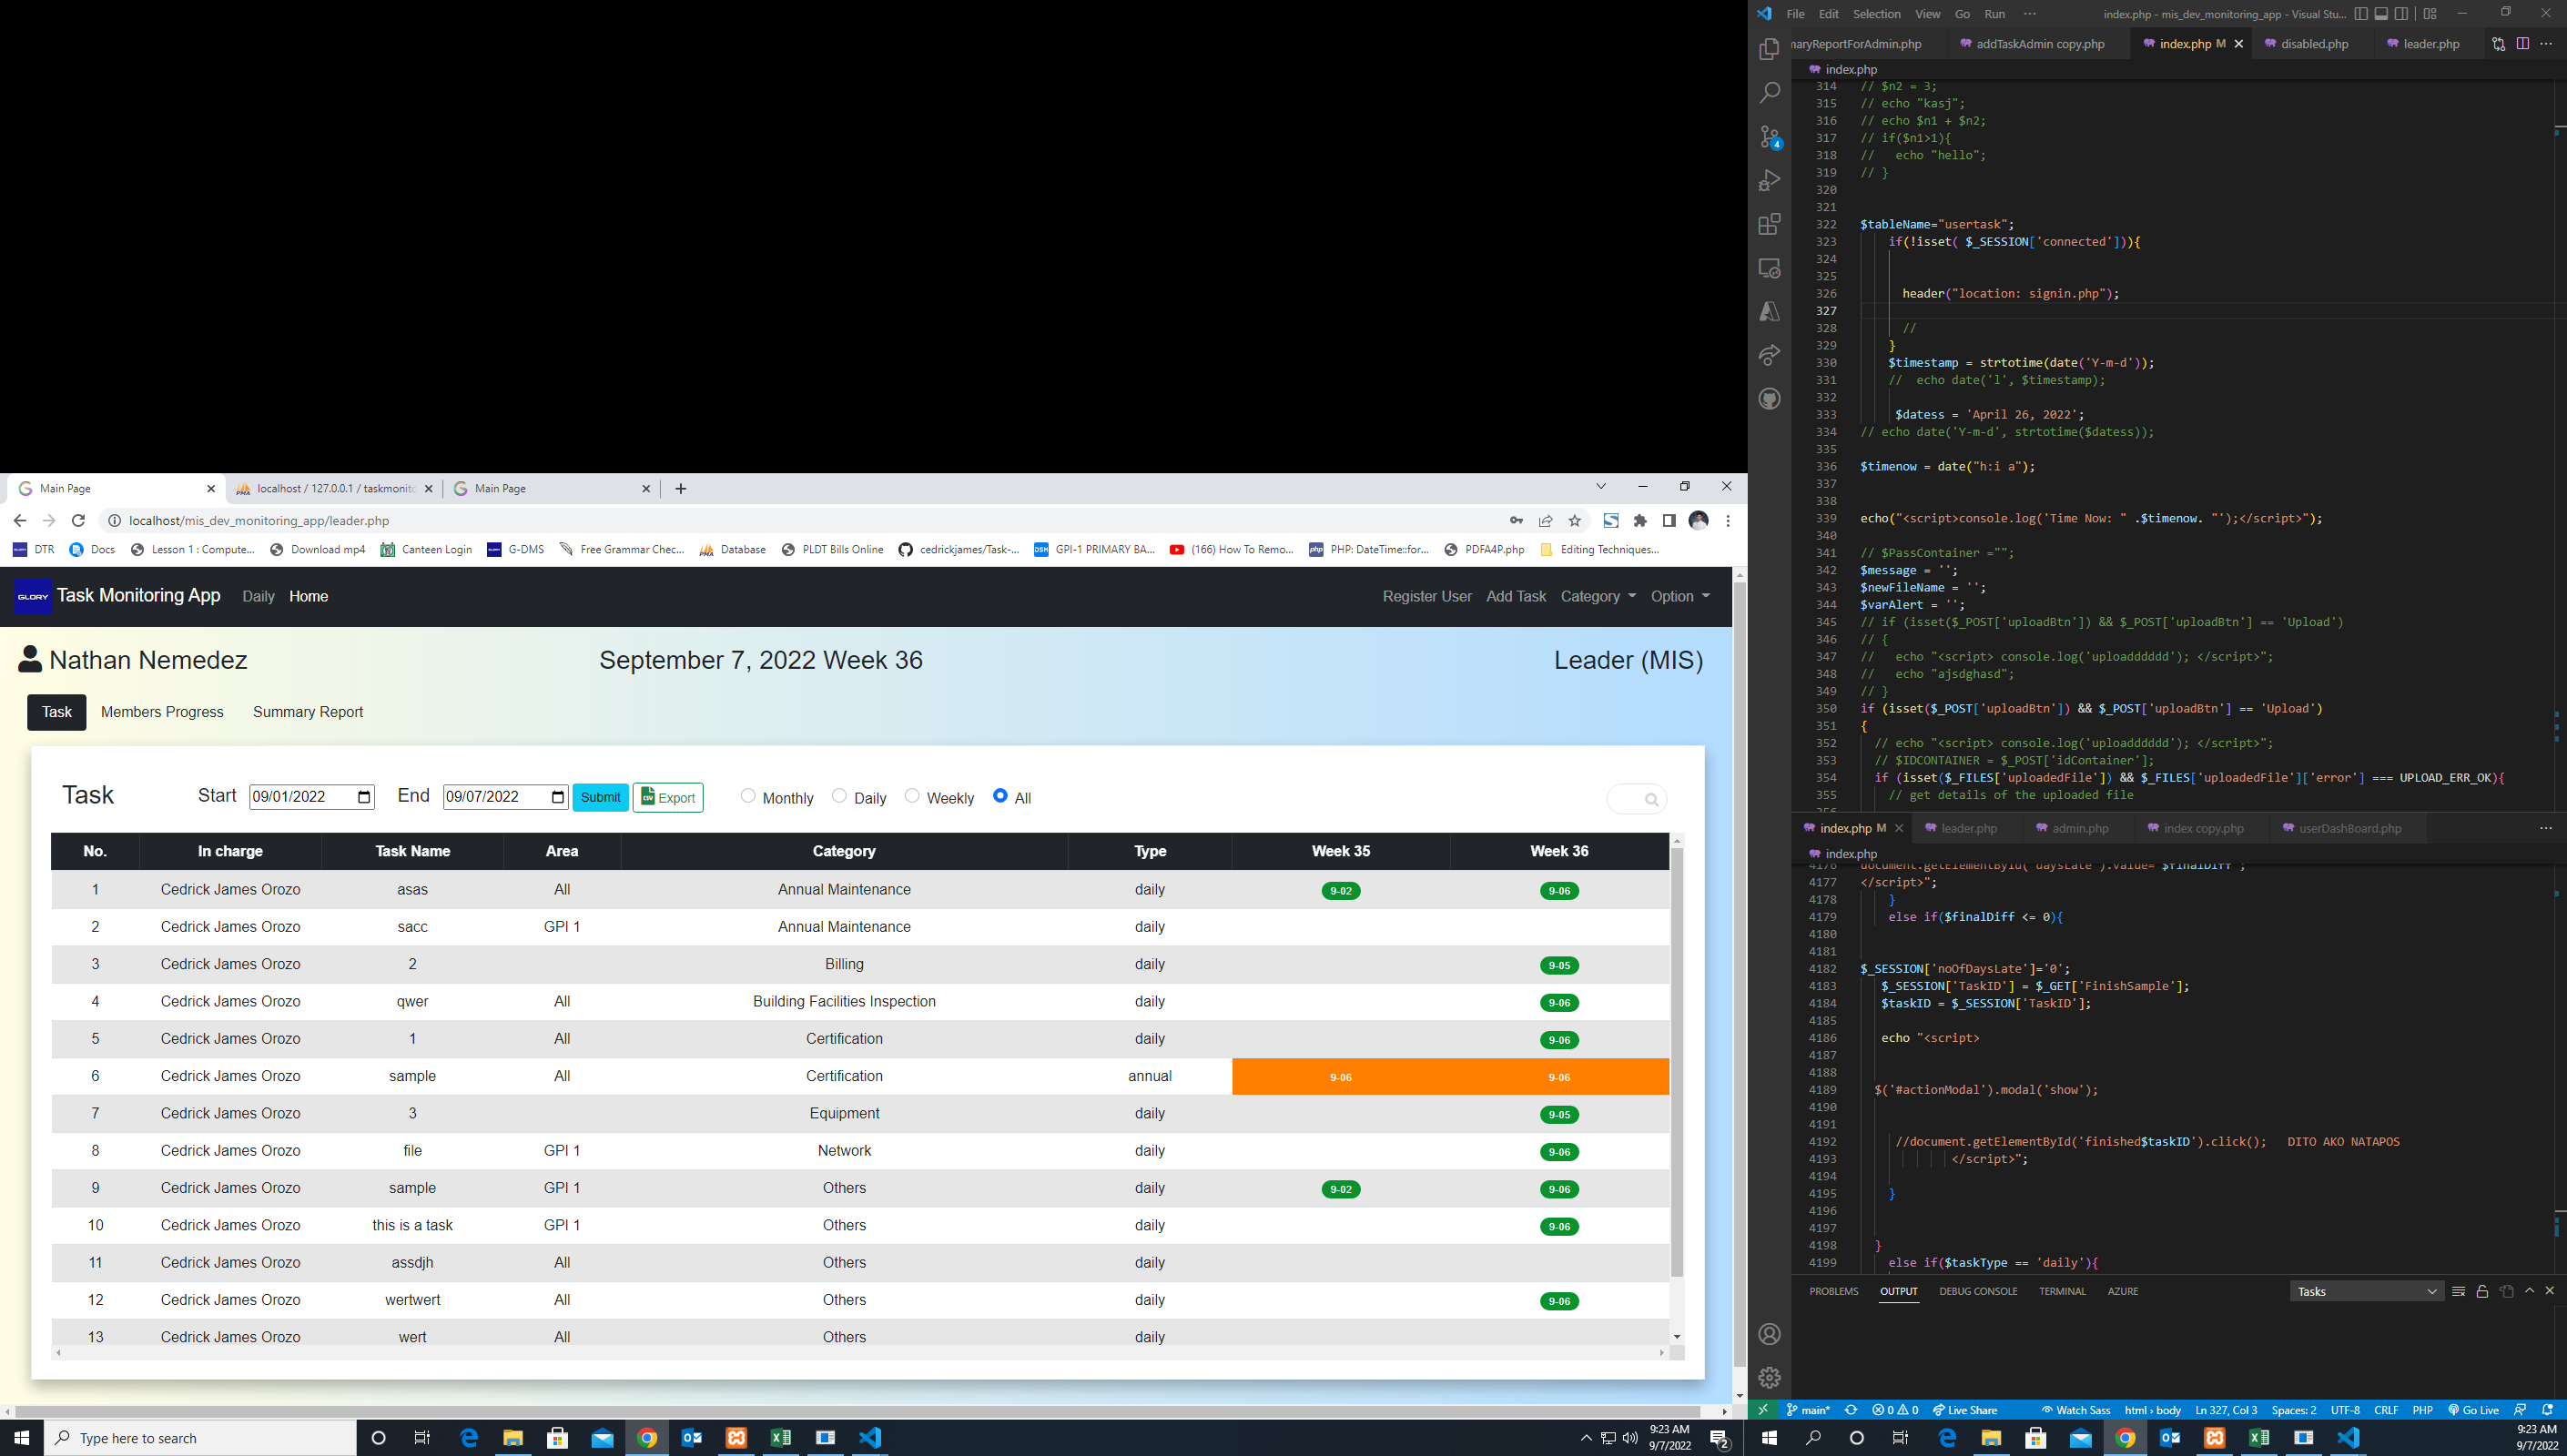 Main Page
localhost / 127.0.0.1 / taskmonito
Main Page
localhost/mis_dev_monitoring_app/leader.php
DTR
Docs
Lesson 1 : Compute...
Download mp4
Canteen Login
G-DMS
Free Grammar Chec...
Database
PLDT Bills Online
cedrickjames/Task-...
GPI-1 PRIMARY BA...
(166) How To Remo...
PHP: DateTime::for...
PDFA4P.php
Editing Techniques...
GLORY Task Monitoring App Daily Home
Register User Add Task Category Option
Nathan Nemedez
September 7, 2022 Week 36
Leader (MIS)
Task Members Progress Summary Report
Task Start 09/01/2022 End 09/07/2022 Submit Export Monthly Daily Weekly All
No. In charge Task Name Area Category Type Week 35 Week 36
1 Cedrick James Orozo asas All Annual Maintenance daily 9-02 9-06
2 Cedrick James Orozo sacc GPI 1 Annual Maintenance daily
3 Cedrick James Orozo 2 Billing daily 9-05
4 Cedrick James Orozo qwer All Building Facilities Inspection daily 9-06
5 Cedrick James Orozo 1 All Certification daily 9-06
6 Cedrick James Orozo sample All Certification annual 9-06 9-06
7 Cedrick James Orozo 3 Equipment daily 9-05
8 Cedrick James Orozo file GPI 1 Network daily 9-06
9 Cedrick James Orozo sample GPI 1 Others daily 9-02 9-06
10 Cedrick James Orozo this is a task GPI 1 Others daily 9-06
11 Cedrick James Orozo assdjh All Others daily
12 Cedrick James Orozo wertwert All Others daily 9-06
13 Cedrick James Orozo wert All Others daily
Type here to search
9:23 AM
9/7/2022
2
File Edit Selection View Go Run ··· index.php - mis_dev_monitoring_app - Visual Stu...
maryReportForAdmin.php addTaskAdmin copy.php index.php M disabled.php leader.php
index.php
4
314 // $n2 = 3;
315 // echo "kasj";
316 // echo $n1 + $n2;
317 // if($n1>1){
318 //   echo "hello";
319 // }
320
321
322 $tableName="usertask";
323 if(!isset( $_SESSION['connected'])){
324
325
326 header("location: signin.php");
327
328 //
329 }
330 $timestamp = strtotime(date('Y-m-d'));
331 //  echo date('l', $timestamp);
332
333 $datess = 'April 26, 2022';
334 // echo date('Y-m-d', strtotime($datess));
335
336 $timenow = date("h:i a");
337
338
339 echo("<script>console.log('Time Now: " .$timenow. "');</script>");
340
341 // $PassContainer ="";
342 $message = '';
343 $newFileName = '';
344 $varAlert = '';
345 // if (isset($_POST['uploadBtn']) && $_POST['uploadBtn'] == 'Upload')
346 // {
347 //   echo "<script> console.log('uploadddddd'); </script>";
348 //   echo "ajsdghasd";
349 // }
350 if (isset($_POST['uploadBtn']) && $_POST['uploadBtn'] == 'Upload')
351 {
352 // echo "<script> console.log('uploadddddd'); </script>";
353 // $IDCONTAINER = $_POST['idContainer'];
354 if (isset($_FILES['uploadedFile']) && $_FILES['uploadedFile']['error'] === UPLOAD_ERR_OK){
355 // get details of the uploaded file
index.php M leader.php admin.php index copy.php userDashBoard.php
index.php
4176 document.getElementById('daysLate').value='$finalDiff';
4177 </script>";
4178 }
4179 else if($finalDiff <= 0){
4180
4181
4182 $_SESSION['noOfDaysLate']='0';
4183 $_SESSION['TaskID'] = $_GET['FinishSample'];
4184 $taskID = $_SESSION['TaskID'];
4185
4186 echo "<script>
4187
4188
4189 $('#actionModal').modal('show');
4190
4191
4192 //document.getElementById('finished$taskID').click();   DITO AKO NATAPOS
4193 </script>";
4194
4195 }
4196
4197
4198 }
4199 else if($taskType == 'daily'){
PROBLEMS OUTPUT DEBUG CONSOLE TERMINAL AZURE Tasks
main* 0 0 Live Share Watch Sass html › body Ln 327, Col 3 Spaces: 2 UTF-8 CRLF PHP Go Live
9:23 AM
9/7/2022